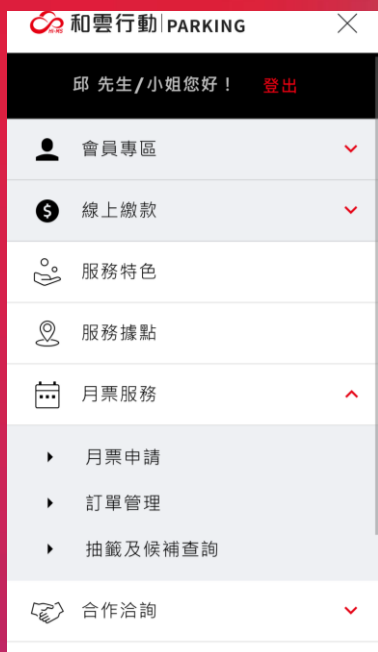 和雲行動 PARKING
邱 先生/小姐您好! 登出
會員專區
線上繳款
服務特色
服務據點
月票服務
月票申請
訂單管理
抽籤及候補查詢
合作洽詢